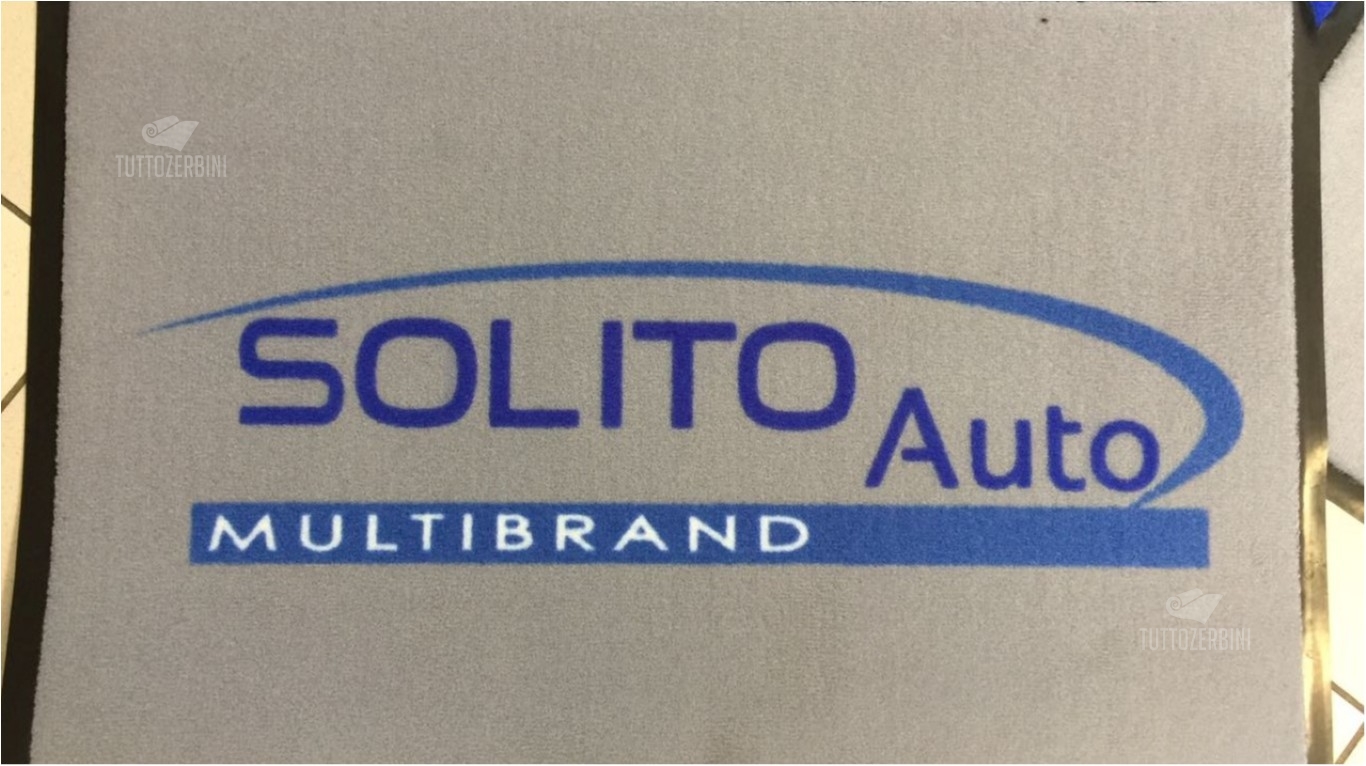 TUTTOZERBINI
SOLITO
Auto
MULTIBRAND
TUTTOZERBINI